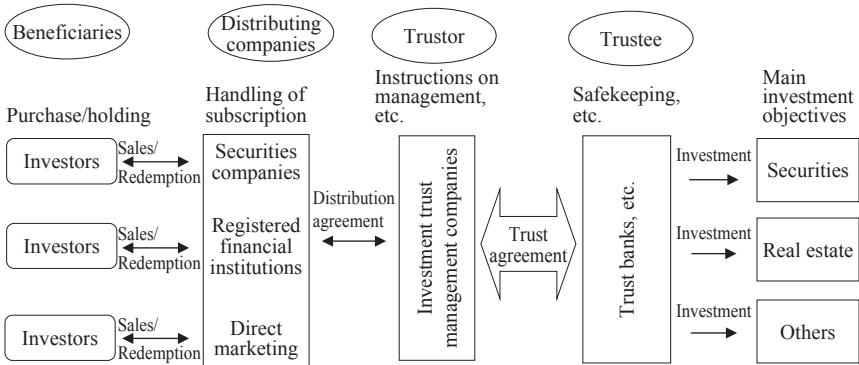 Beneficiaries
Distributing
companies
Trustor
Trustee
Purchase/holding
Handling of
subscription
Instructions on
management,
etc.
Safekeeping,
etc.
Main
investment
objectives
Investors
Sales/
Redemption
Securities
companies
Investors
Sales/
Redemption
Registered
financial
institutions
Investors
Sales/
Redemption
Direct
marketing
Distribution
agreement
Investment trust
management companies
Trust
agreement
Trust banks, etc.
Investment
Securities
Investment
Real estate
Investment
Others